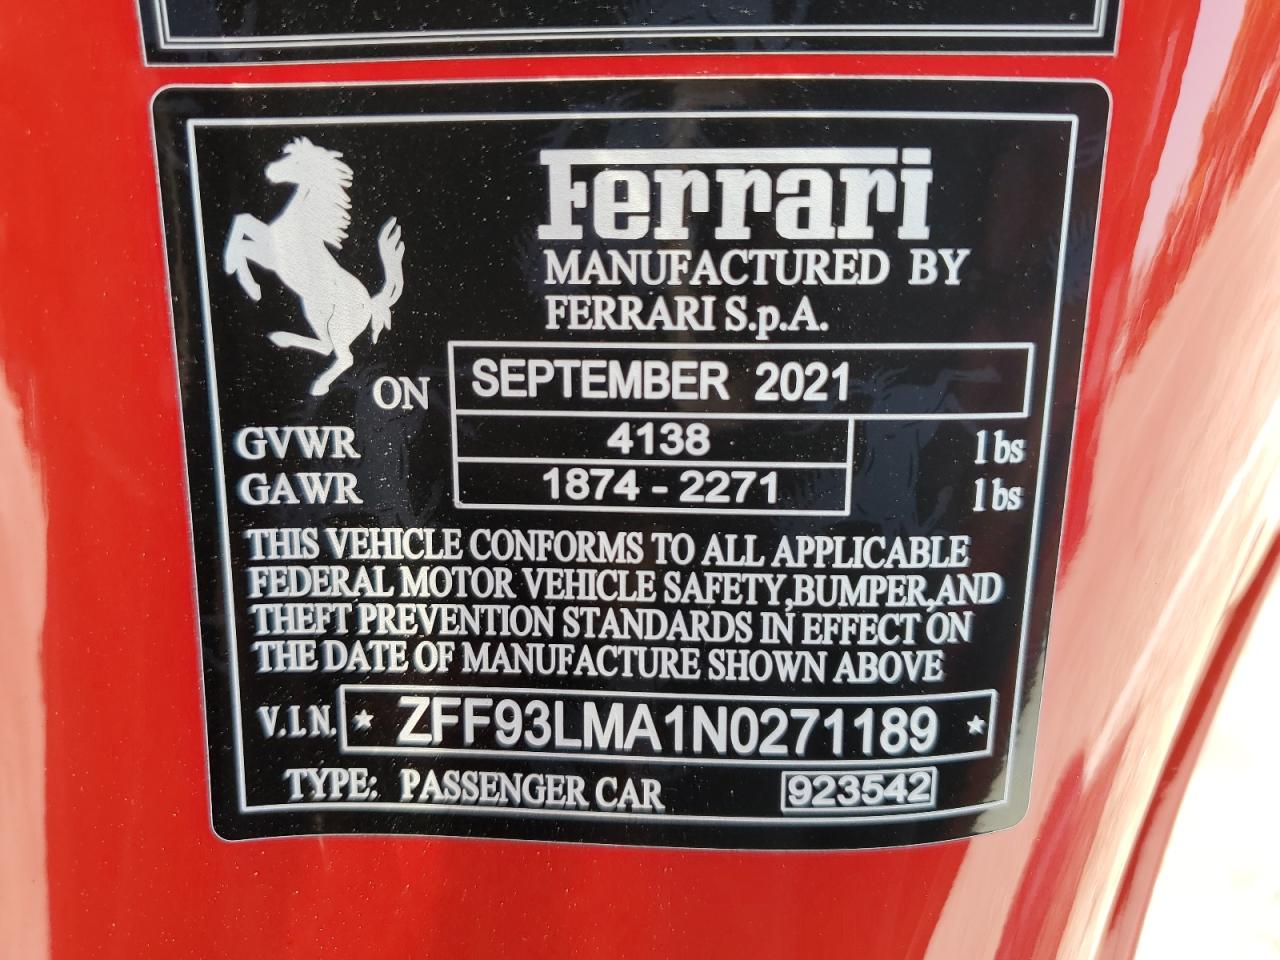 Ferrari
MANUFACTURED BY
FERRARI S.p.A.
ON SEPTEMBER 2021
GVWR 4138 lbs
GAWR 1874 - 2271 lbs
THIS VEHICLE CONFORMS TO ALL APPLICABLE
FEDERAL MOTOR VEHICLE SAFETY,BUMPER,AND
THEFT PREVENTION STANDARDS IN EFFECT ON
THE DATE OF MANUFACTURE SHOWN ABOVE
V.I.N. * ZFF93LMA1N0271189 *
TYPE: PASSENGER CAR 923542